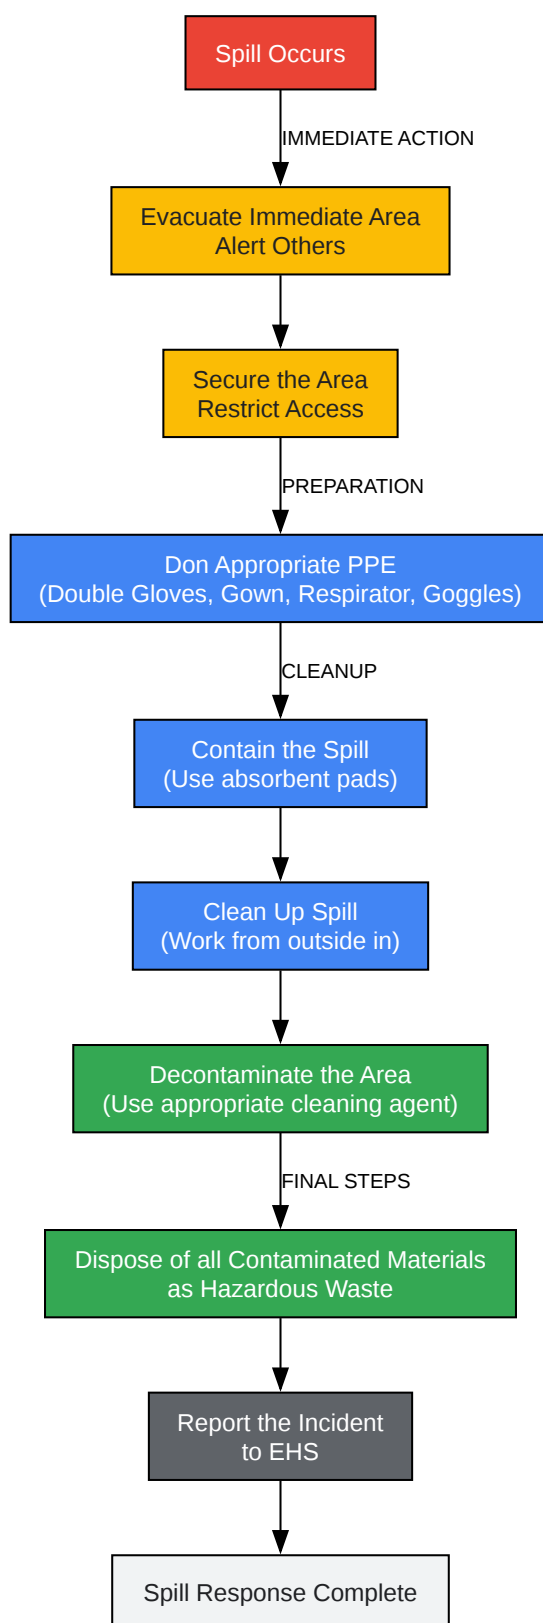 Spill Occurs
IMMEDIATE ACTION
Evacuate Immediate Area
Alert Others
Secure the Area
Restrict Access
PREPARATION
Don Appropriate PPE
(Double Gloves, Gown, Respirator, Goggles)
CLEANUP
Contain the Spill
(Use absorbent pads)
Clean Up Spill
(Work from outside in)
Decontaminate the Area
(Use appropriate cleaning agent)
FINAL STEPS
Dispose of all Contaminated Materials
as Hazardous Waste
Report the Incident
to EHS
Spill Response Complete